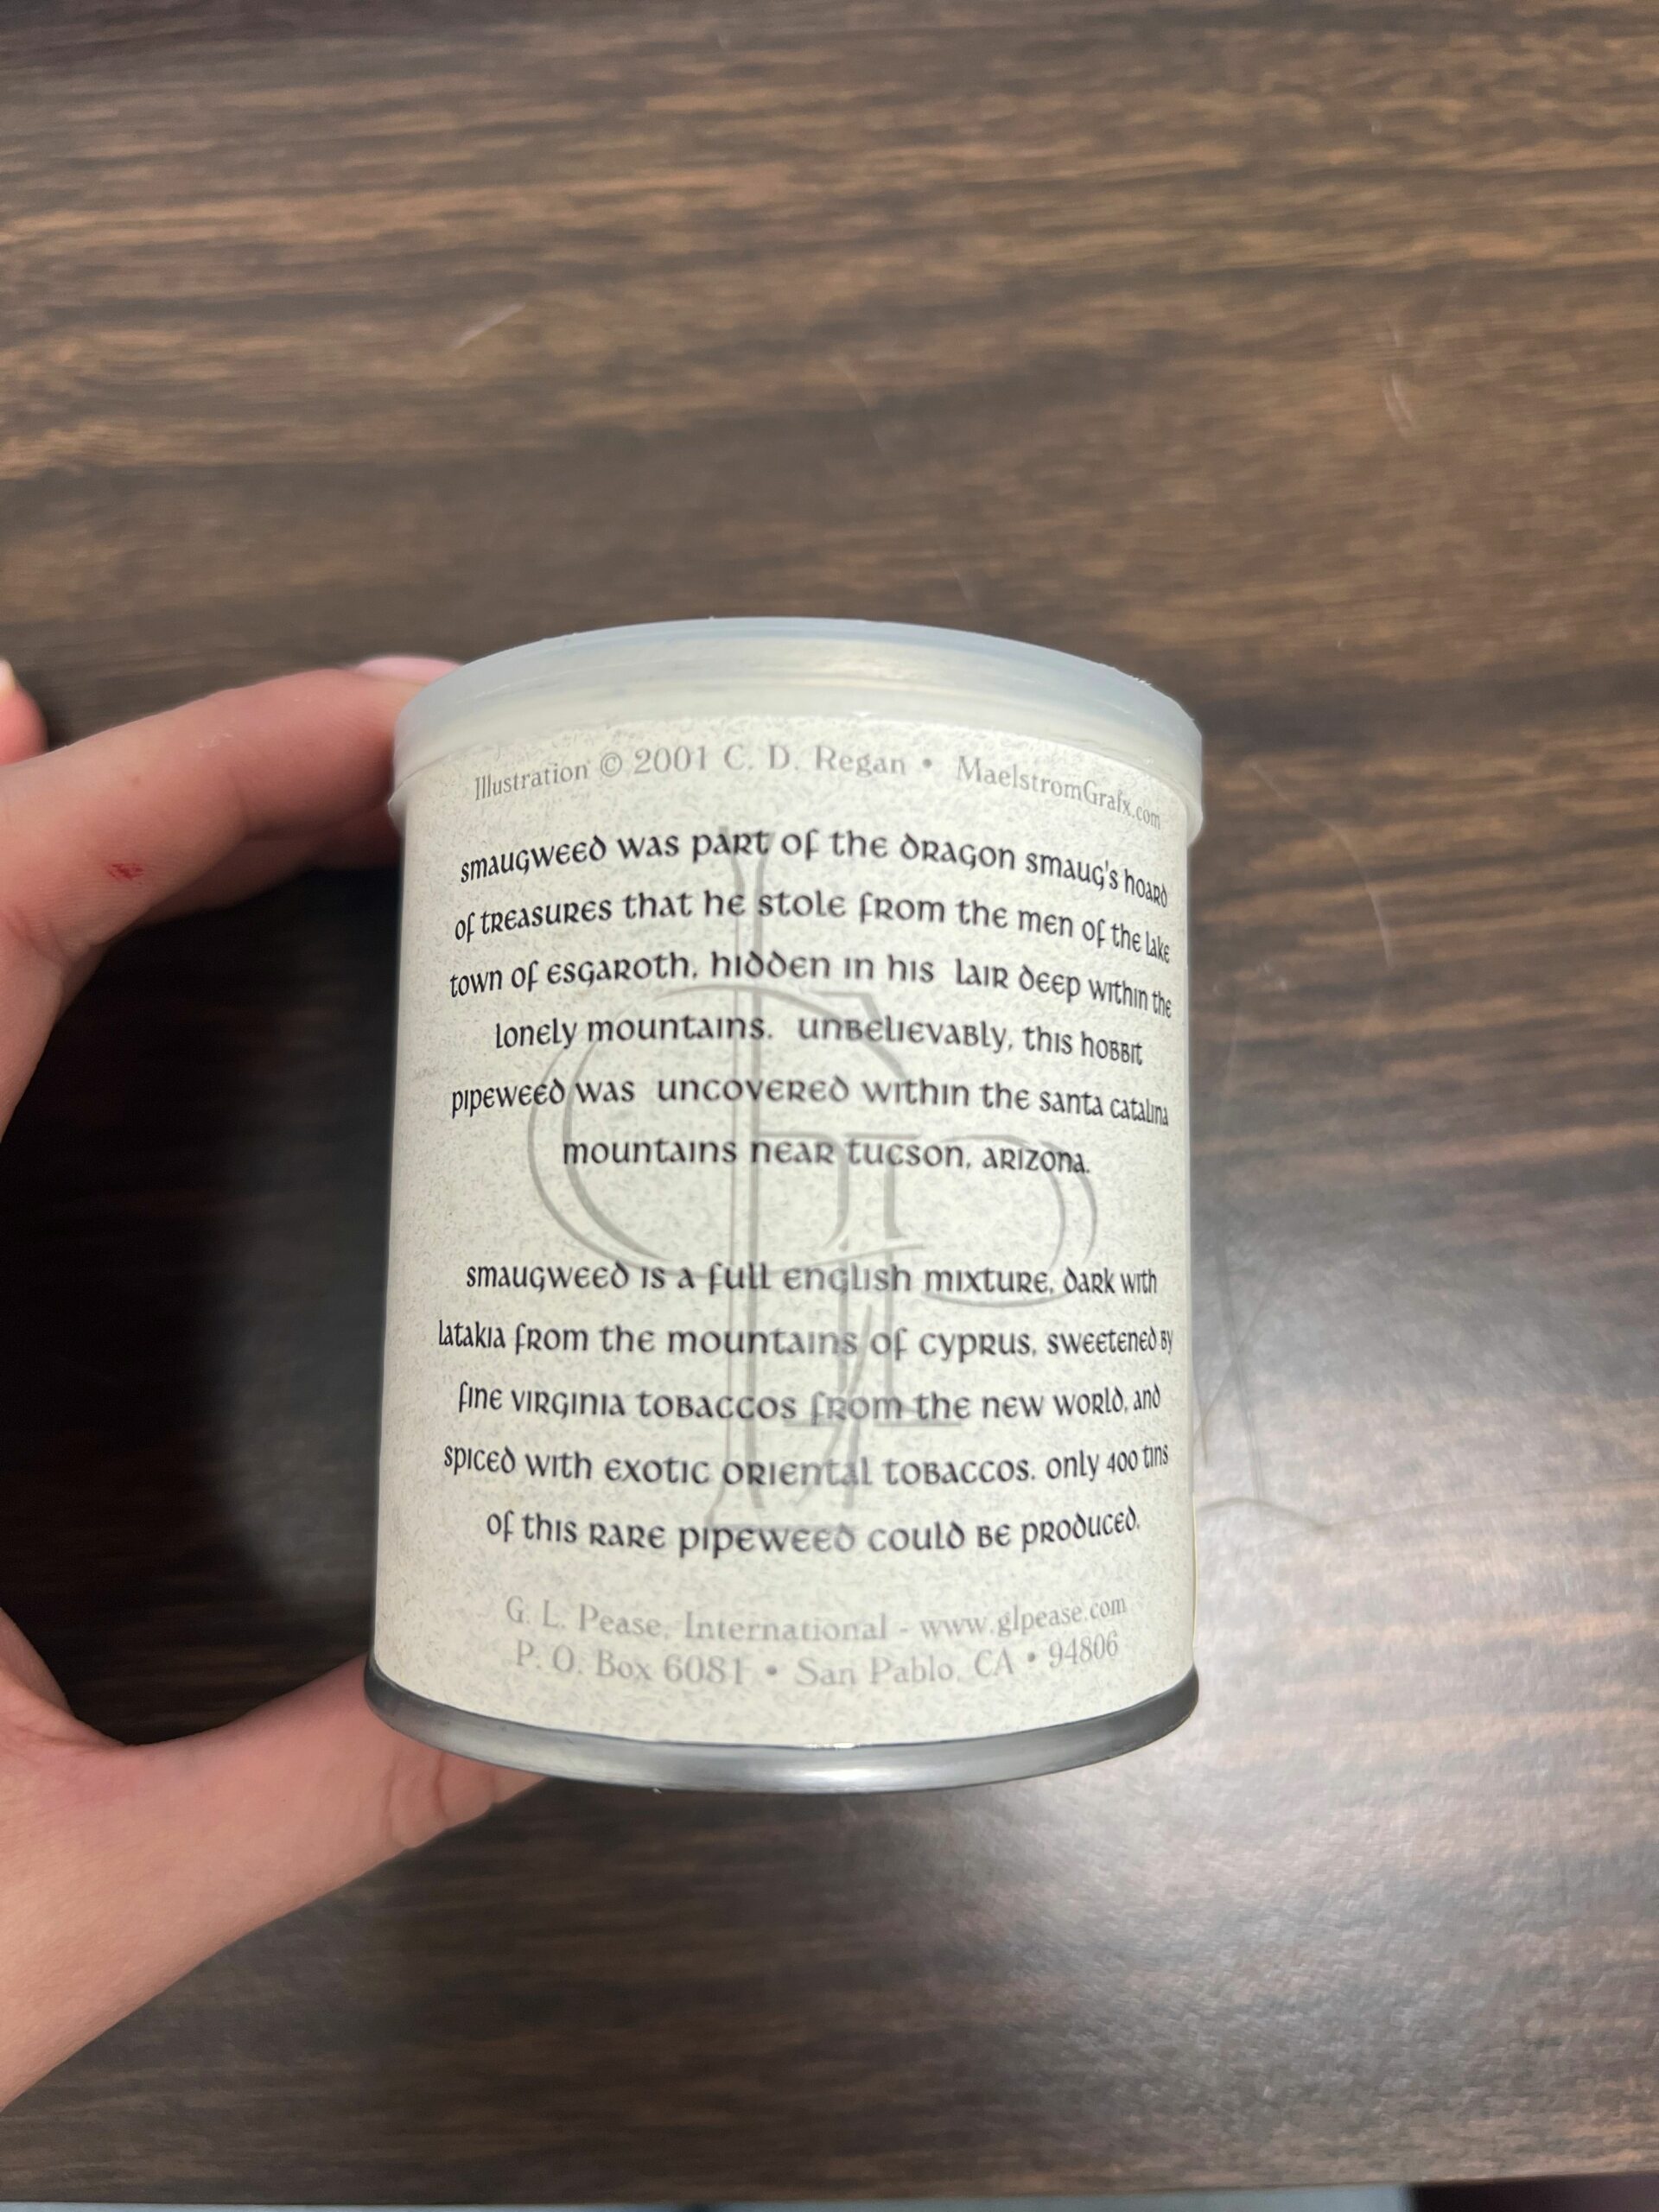 Illustration © 2001 C. D. Regan • MaelstromGrafx.com
smaugweed was part of the dragon smaug's hoard
of treasures that he stole from the men of the lake
town of esgaroth, hidden in his lair deep within the
lonely mountains. unbelievably, this hobbit
pipeweed was uncovered within the santa catalina
mountains near tucson, arizona.
smaugweed is a full english mixture, dark with
latakia from the mountains of cyprus, sweetened by
fine virginia tobaccos from the new world, and
spiced with exotic oriental tobaccos. only 400 tins
of this rare pipeweed could be produced.
G. L. Pease, International - www.glpease.com
P. O. Box 6081 • San Pablo, CA • 94806